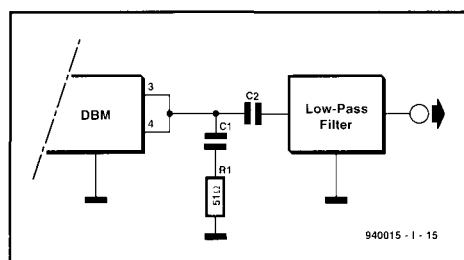 3
C2
DBM
Low-Pass
Filter
4
C1
R1
51Ω
940015 - I - 15